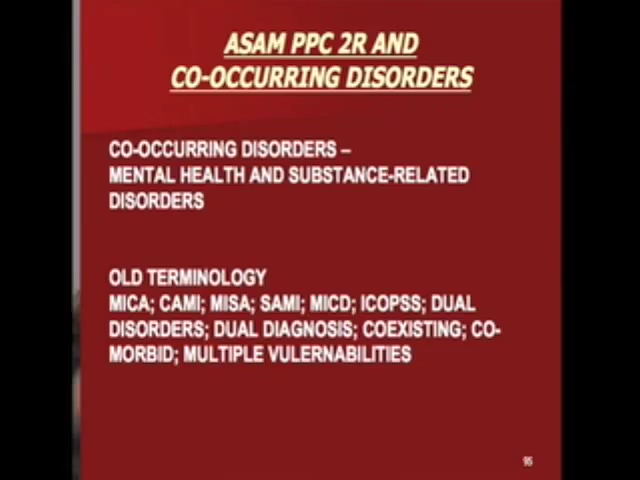 ASAM PPC 2R AND
CO-OCCURRING DISORDERS
CO-OCCURRING DISORDERS –
MENTAL HEALTH AND SUBSTANCE-RELATED
DISORDERS
OLD TERMINOLOGY
MICA; CAMI; MISA; SAMI; MICD; ICOPSS; DUAL
DISORDERS; DUAL DIAGNOSIS; COEXISTING; CO-
MORBID; MULTIPLE VULERNABILITIES
95